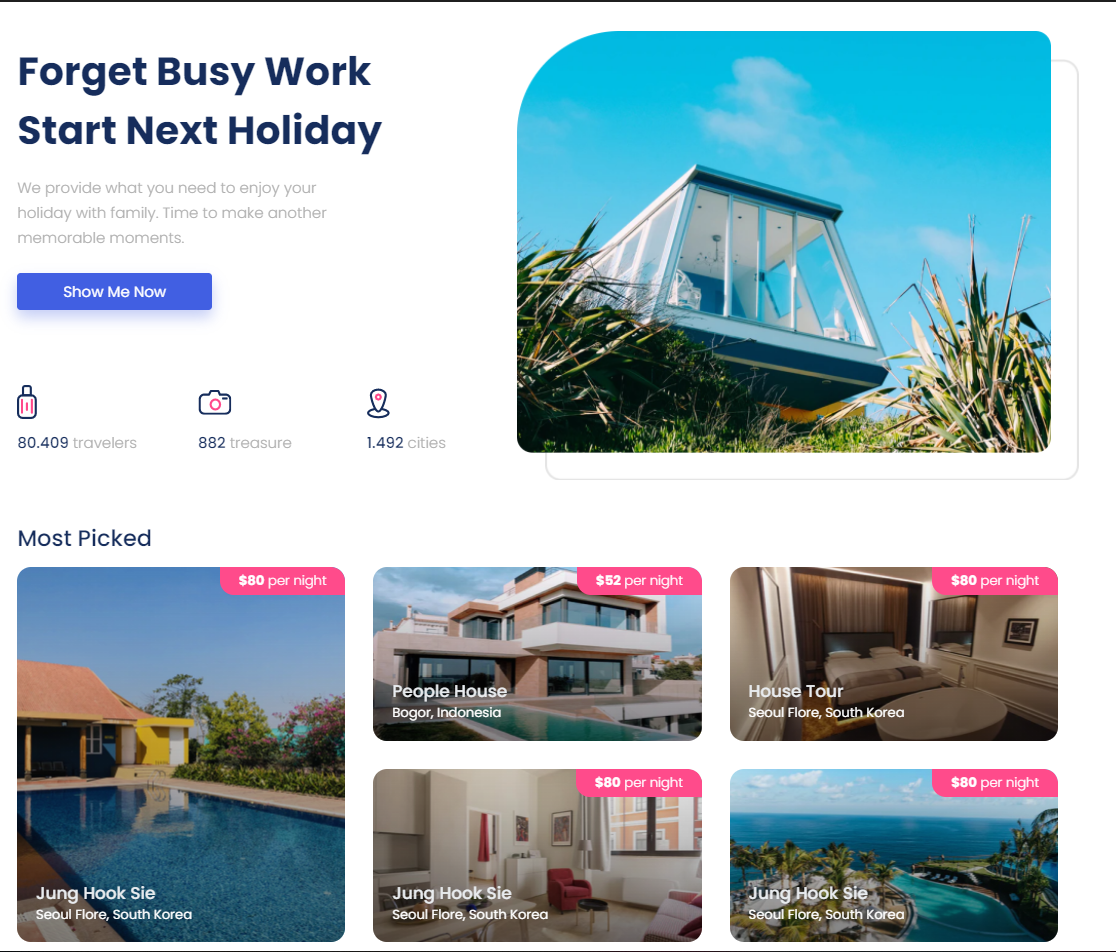 Forget Busy Work
Start Next Holiday
We provide what you need to enjoy your
holiday with family. Time to make another
memorable moments.
Show Me Now
80.409 travelers
882 treasure
1.492 cities
Most Picked
$80 per night
Jung Hook Sie
Seoul Flore, South Korea
$52 per night
People House
Bogor, Indonesia
$80 per night
House Tour
Seoul Flore, South Korea
$80 per night
Jung Hook Sie
Seoul Flore, South Korea
$80 per night
Jung Hook Sie
Seoul Flore, South Korea